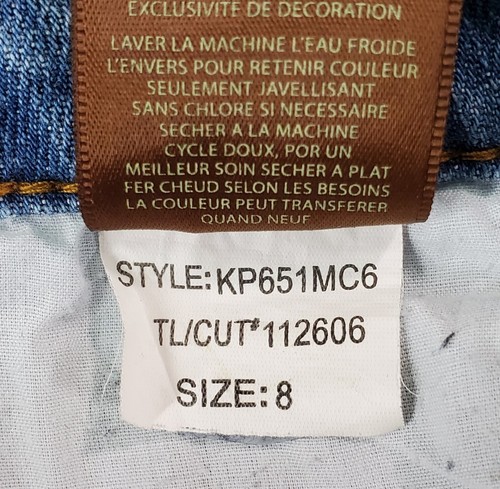 EXCLUSIVITE DE DECORATION
LAVER LA MACHINE L'EAU FROIDE
L'ENVERS POUR RETENIR COULEUR
SEULEMENT JAVELLISANT
SANS CHLORE SI NECESSAIRE
SECHER A LA MACHINE
CYCLE DOUX, POR UN
MEILLEUR SOIN SECHER A PLAT
FER CHEUD SELON LES BESOINS
LA COULEUR PEUT TRANSFERER
QUAND NEUF
STYLE:KP651MC6
TL/CUT#112606
SIZE:8